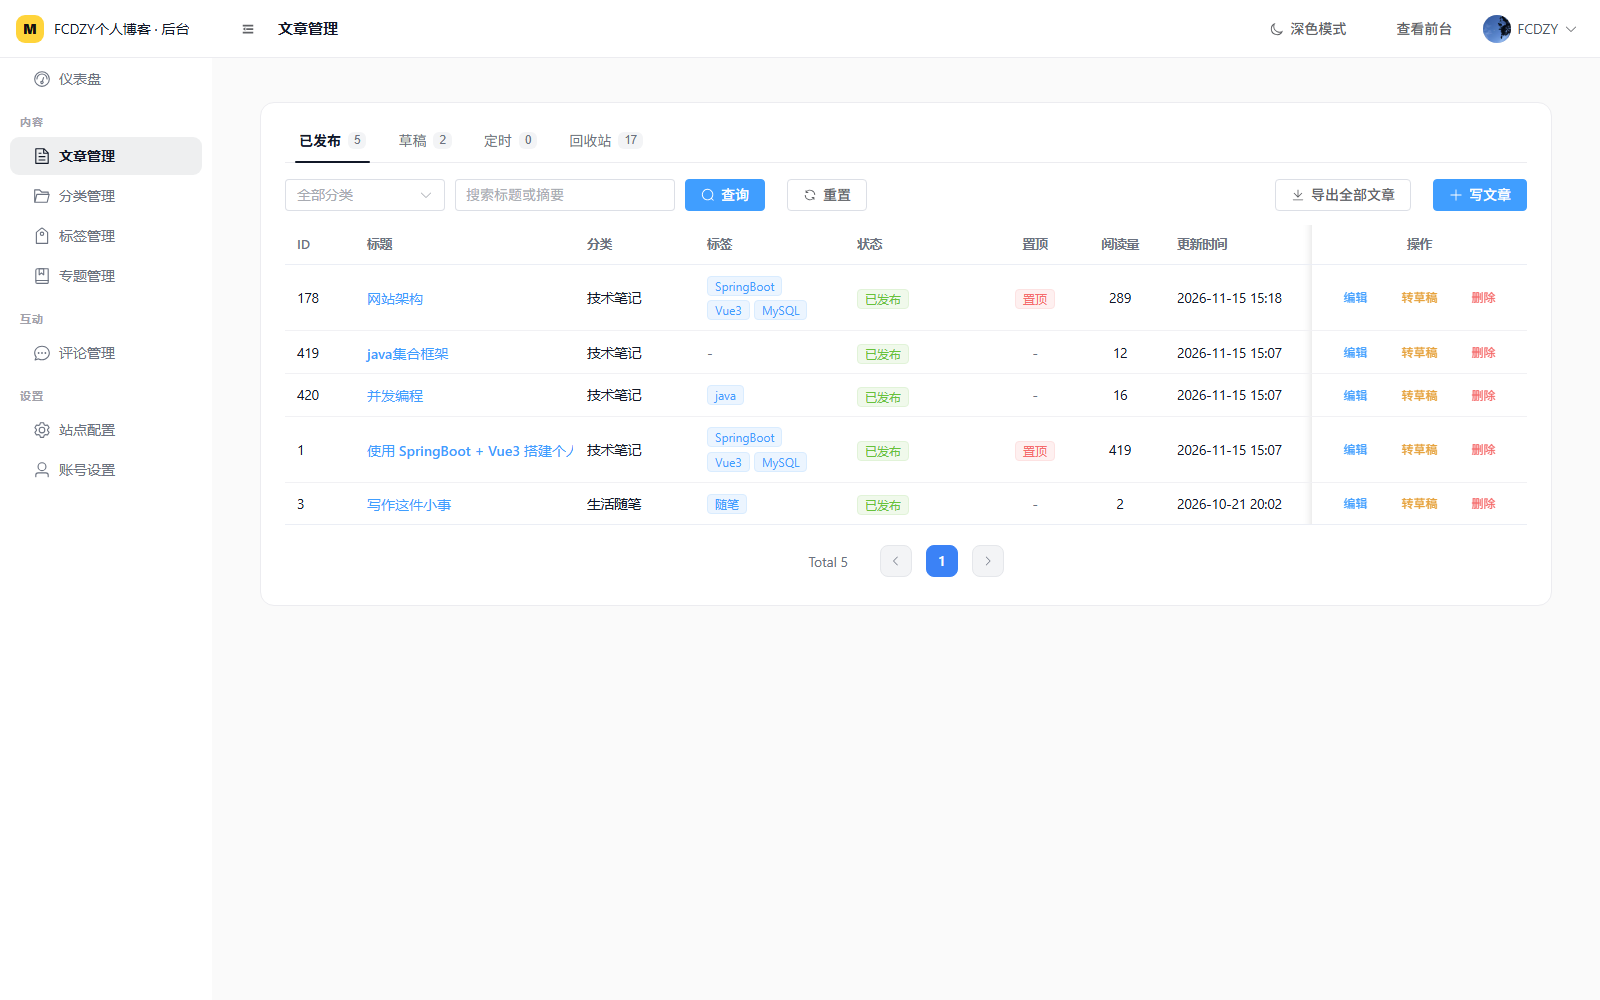 M FCDZY个人博客 · 后台
文章管理
深色模式 查看前台 FCDZY
仪表盘
内容
文章管理
分类管理
标签管理
专题管理
互动
评论管理
设置
站点配置
账号设置
已发布 5 草稿 2 定时 0 回收站 17
全部分类 搜索标题或摘要 查询 重置 导出全部文章 写文章
ID 标题 分类 标签 状态 置顶 阅读量 更新时间 操作
178 网站架构 技术笔记 SpringBoot Vue3 MySQL 已发布 置顶 289 2026-11-15 15:18 编辑 转草稿 删除
419 java集合框架 技术笔记 - 已发布 - 12 2026-11-15 15:07 编辑 转草稿 删除
420 并发编程 技术笔记 java 已发布 - 16 2026-11-15 15:07 编辑 转草稿 删除
1 使用 SpringBoot + Vue3 搭建个 技术笔记 SpringBoot Vue3 MySQL 已发布 置顶 419 2026-11-15 15:07 编辑 转草稿 删除
3 写作这件小事 生活随笔 随笔 已发布 - 2 2026-10-21 20:02 编辑 转草稿 删除
Total 5 1